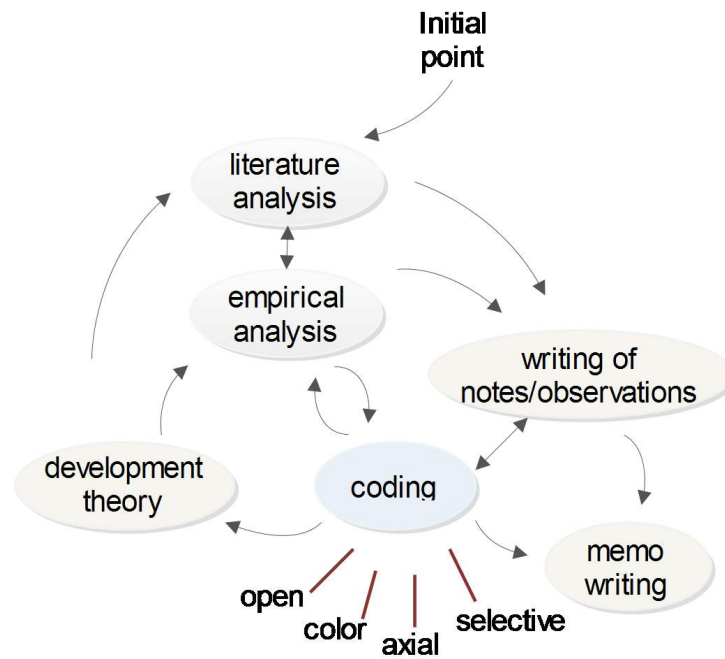 Initial
point
literature
analysis
empirical
analysis
writing of
notes/observations
development
theory
coding
memo
writing
open
color
axial
selective